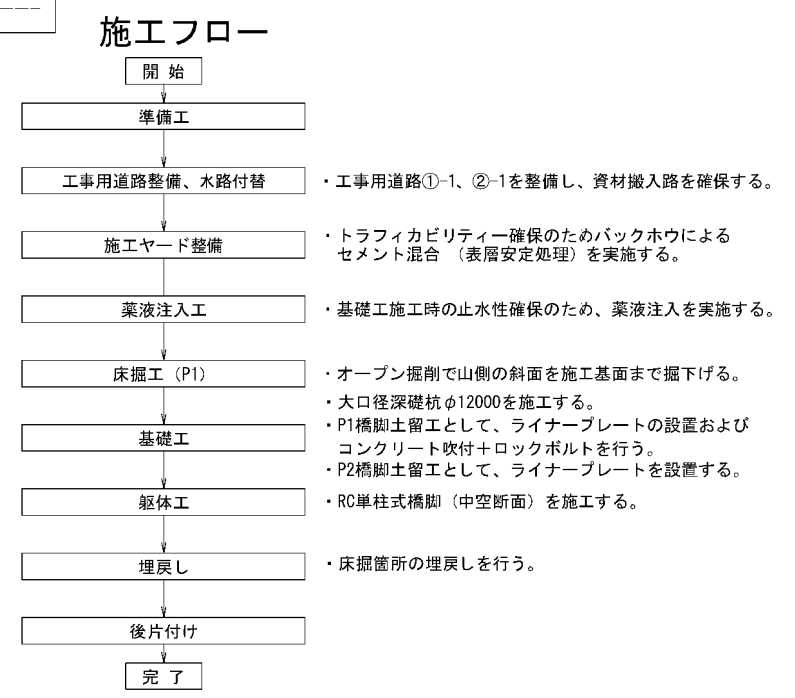 施工フロー
開 始
準備工
工事用道路整備、水路付替
・工事用道路①-1、②-1を整備し、資材搬入路を確保する。
施工ヤード整備
・トラフィカビリティー確保のためバックホウによる
セメント混合 （表層安定処理）を実施する。
薬液注入工
・基礎工施工時の止水性確保のため、薬液注入を実施する。
床掘工（P1）
・オープン掘削で山側の斜面を施工基面まで掘下げる。
基礎工
・大口径深礎杭φ12000を施工する。
・P1橋脚土留工として、ライナープレートの設置および
コンクリート吹付＋ロックボルトを行う。
・P2橋脚土留工として、ライナープレートを設置する。
躯体工
・RC単柱式橋脚（中空断面）を施工する。
埋戻し
・床掘箇所の埋戻しを行う。
後片付け
完 了